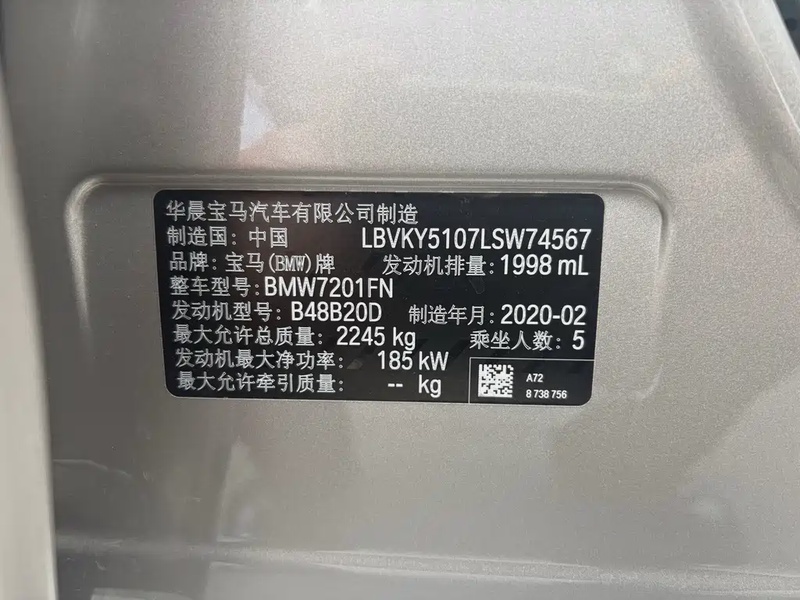 华晨宝马汽车有限公司制造
制造国: 中国 LBVKY5107LSW74567
品牌: 宝马(BMW)牌 发动机排量: 1998 mL
整车型号: BMW7201FN
发动机型号: B48B20D 制造年月: 2020-02
最大允许总质量: 2245 kg 乘坐人数: 5
发动机最大净功率: 185 kW
最大允许牵引质量: -- kg
A72
8 738 756